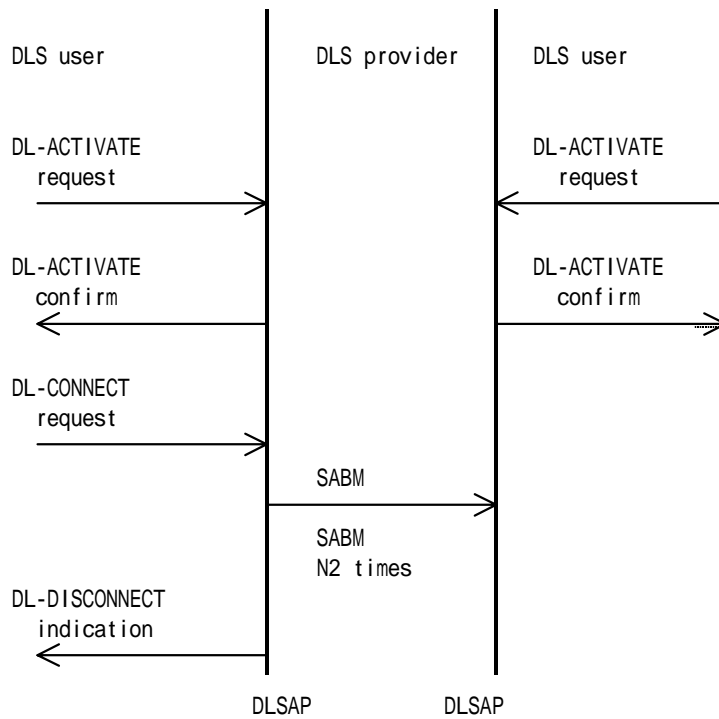 DLS user
DLS provider
DLS user
DL-ACTIVATE
request
DL-ACTIVATE
request
DL-ACTIVATE
confirm
DL-ACTIVATE
confirm
DL-CONNECT
request
SABM
SABM
N2 times
DL-DISCONNECT
indication
DLSAP
DLSAP